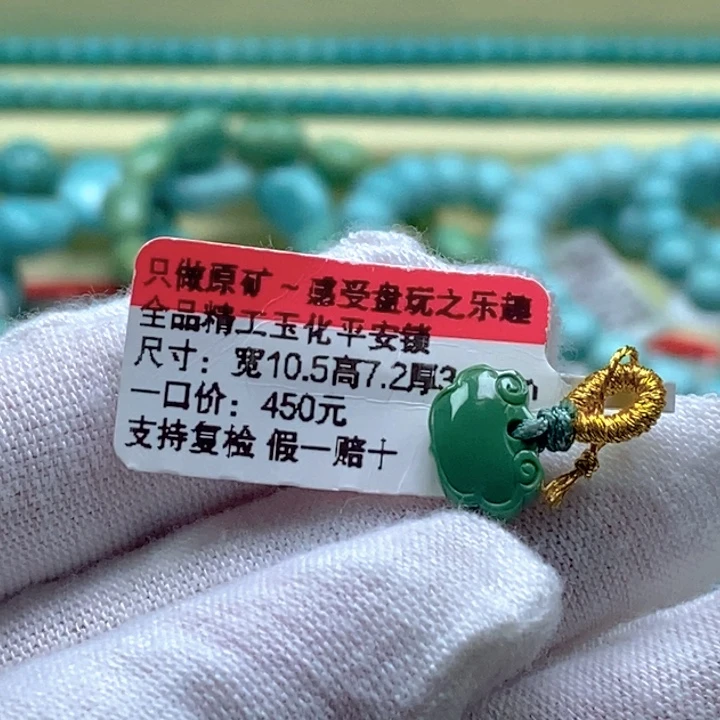 只做原矿~感受盘玩之乐趣
全品精工玉化平安锁
尺寸：宽10.5高7.2厚3
一口价：450元
支持复检 假一赔十